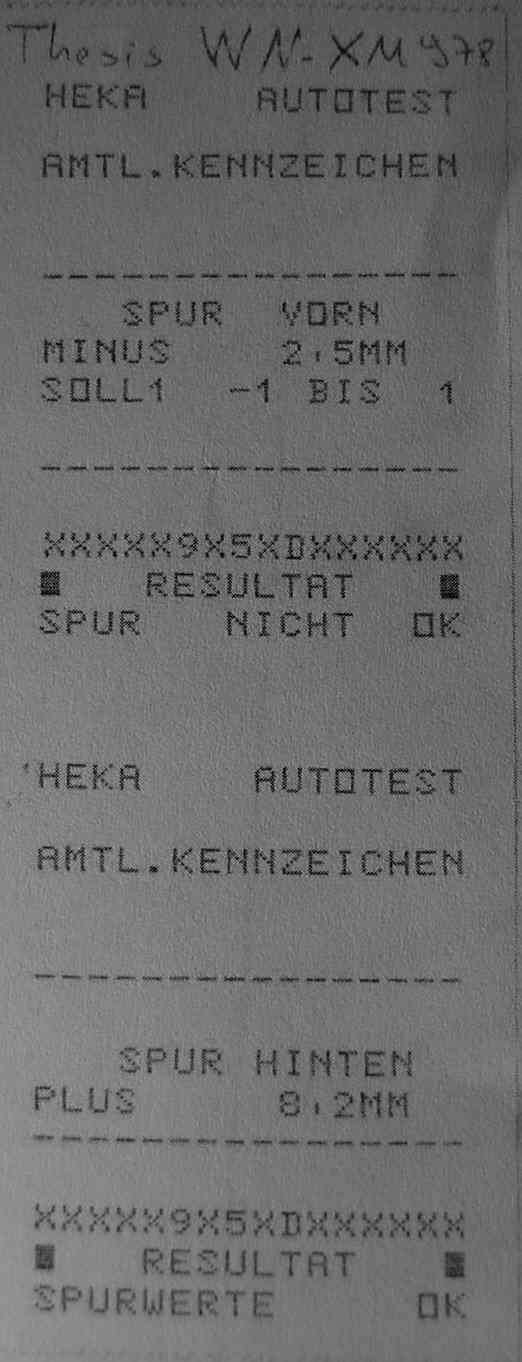 Thesis WN-XM 978
HEKA AUTOTEST
AMTL.KENNZEICHEN
----------------
SPUR VORN
MINUS 2,5MM
SOLL1 -1 BIS 1
----------------
XXXXX9X5XDXXXXXX
■ RESULTAT ■
SPUR NICHT OK
HEKA AUTOTEST
AMTL.KENNZEICHEN
-----------------
SPUR HINTEN
PLUS 8,2MM
-----------------
XXXXX9X5XDXXXXXX
■ RESULTAT ■
SPURWERTE OK